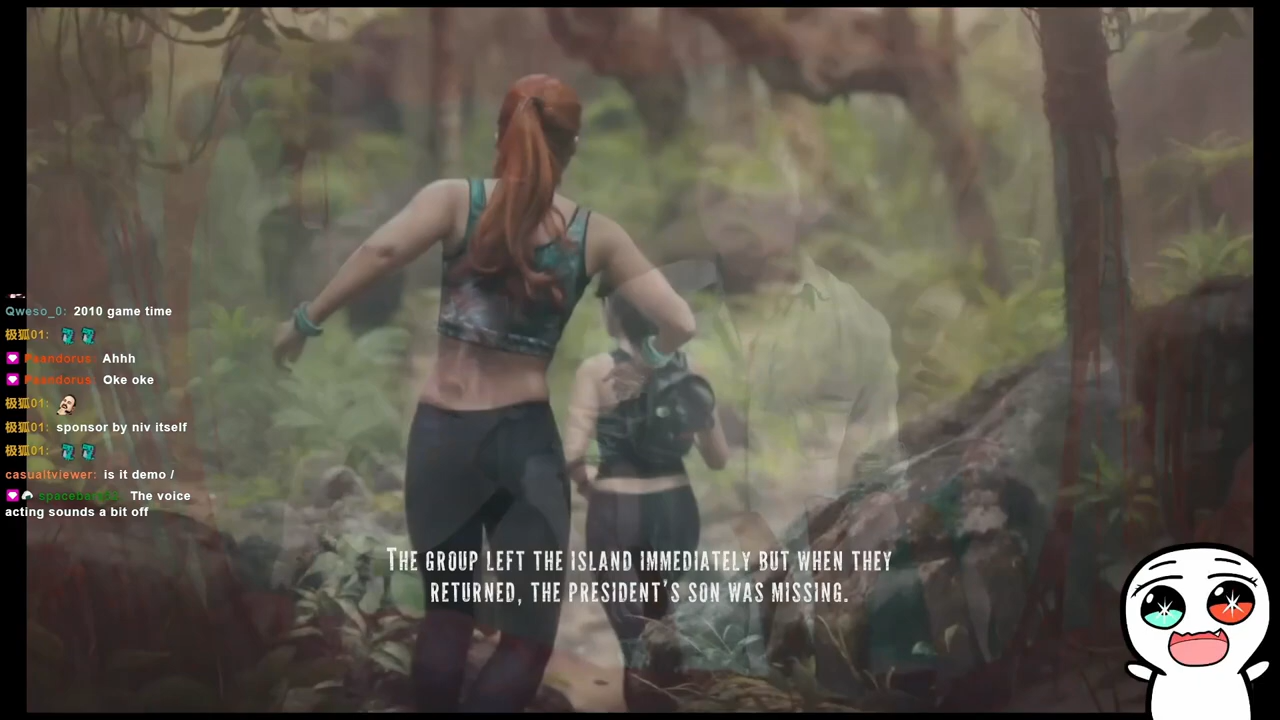 Qweso_0: 2010 game time
极狐01:
Paandorus: Ahhh
Paandorus: Oke oke
极狐01:
极狐01: sponsor by niv itself
极狐01:
casualtviewer: is it demo /
The voice
acting sounds a bit off
THE GROUP LEFT THE ISLAND IMMEDIATELY BUT WHEN THEY
RETURNED, THE PRESIDENT'S SON WAS MISSING.